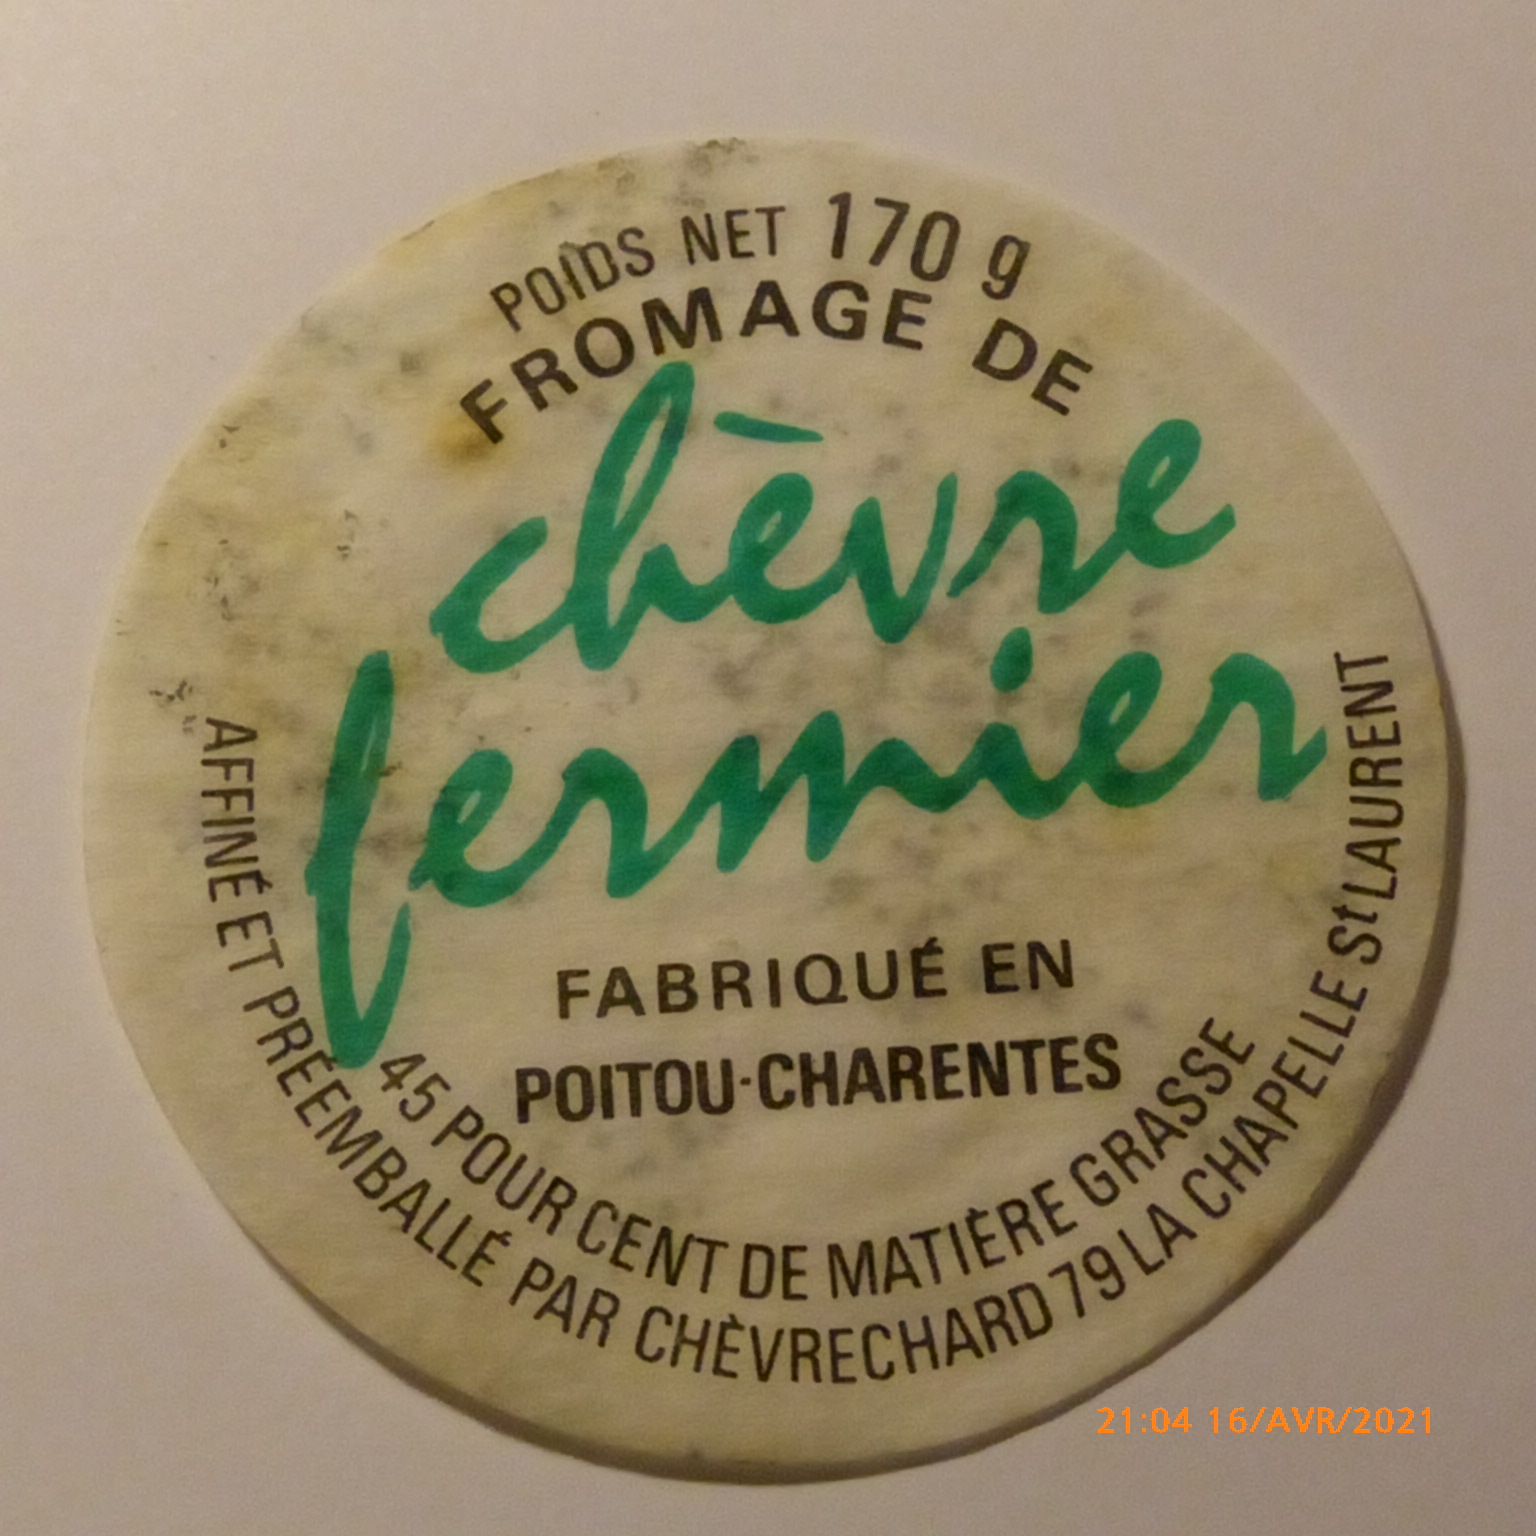 POIDS NET 170 g
FROMAGE DE
chèvre
fermier
FABRIQUÉ EN
POITOU-CHARENTES
45 POUR CENT DE MATIÈRE GRASSE
AFFINÉ ET PRÉEMBALLÉ PAR CHÈVRECHARD 79 LA CHAPELLE St LAURENT
21:04 16/AVR/2021